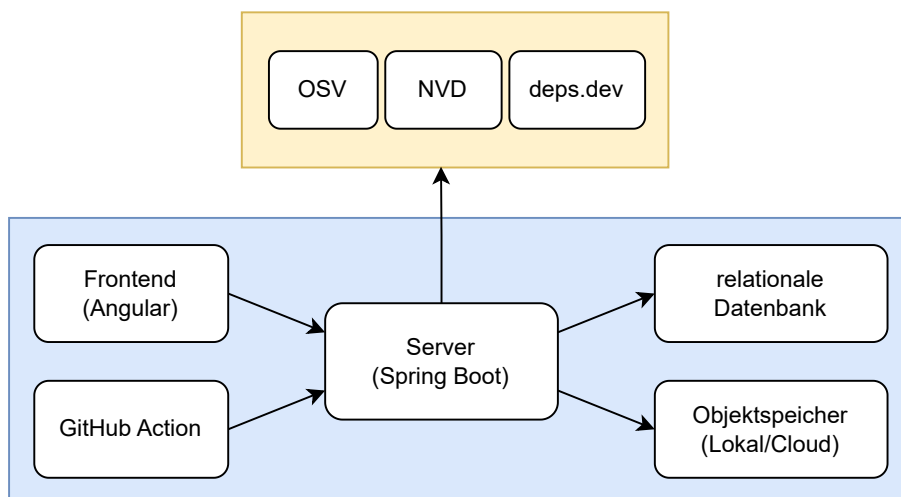 OSV
NVD
deps.dev
Frontend
(Angular)
GitHub Action
Server
(Spring Boot)
relationale
Datenbank
Objektspeicher
(Lokal/Cloud)